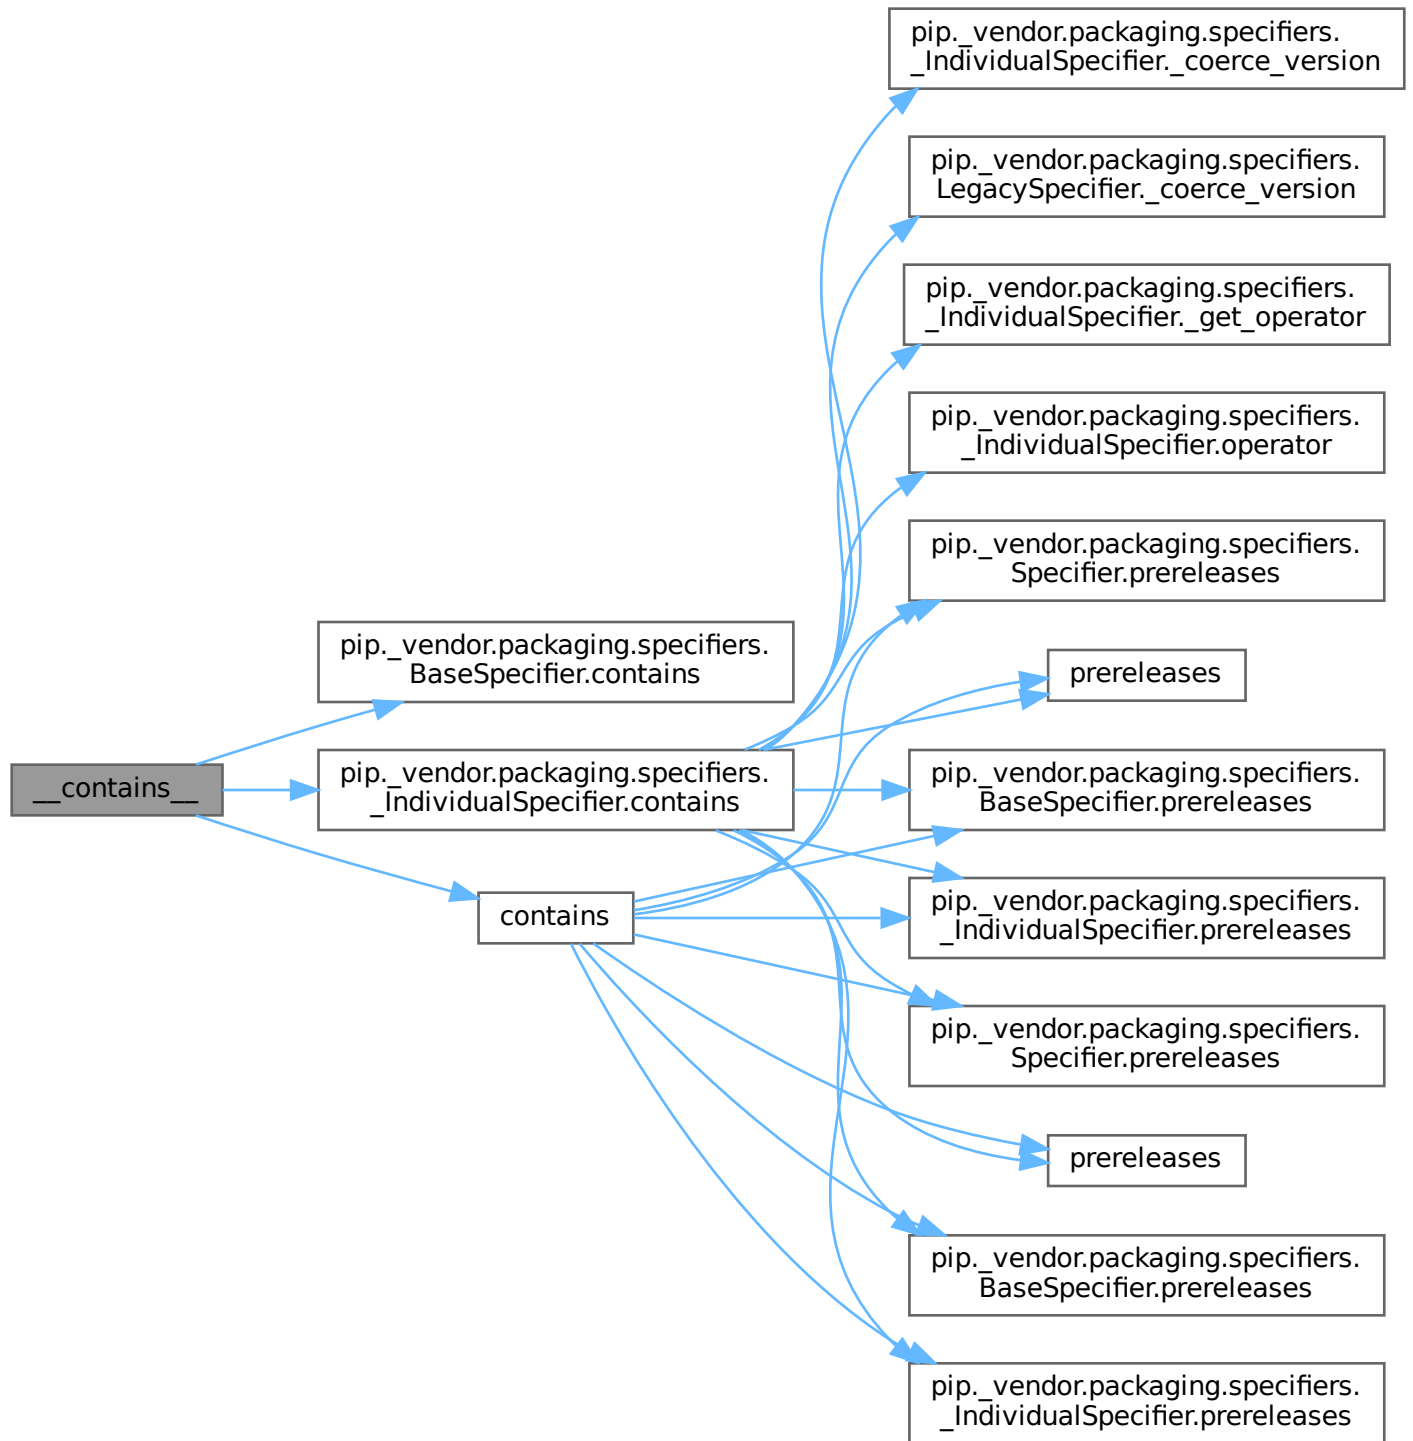 __contains__
pip._vendor.packaging.specifiers.
BaseSpecifier.contains
pip._vendor.packaging.specifiers.
_IndividualSpecifier.contains
contains
pip._vendor.packaging.specifiers.
_IndividualSpecifier._coerce_version
pip._vendor.packaging.specifiers.
LegacySpecifier._coerce_version
pip._vendor.packaging.specifiers.
_IndividualSpecifier._get_operator
pip._vendor.packaging.specifiers.
_IndividualSpecifier.operator
pip._vendor.packaging.specifiers.
Specifier.prereleases
prereleases
pip._vendor.packaging.specifiers.
BaseSpecifier.prereleases
pip._vendor.packaging.specifiers.
_IndividualSpecifier.prereleases
pip._vendor.packaging.specifiers.
Specifier.prereleases
prereleases
pip._vendor.packaging.specifiers.
BaseSpecifier.prereleases
pip._vendor.packaging.specifiers.
_IndividualSpecifier.prereleases